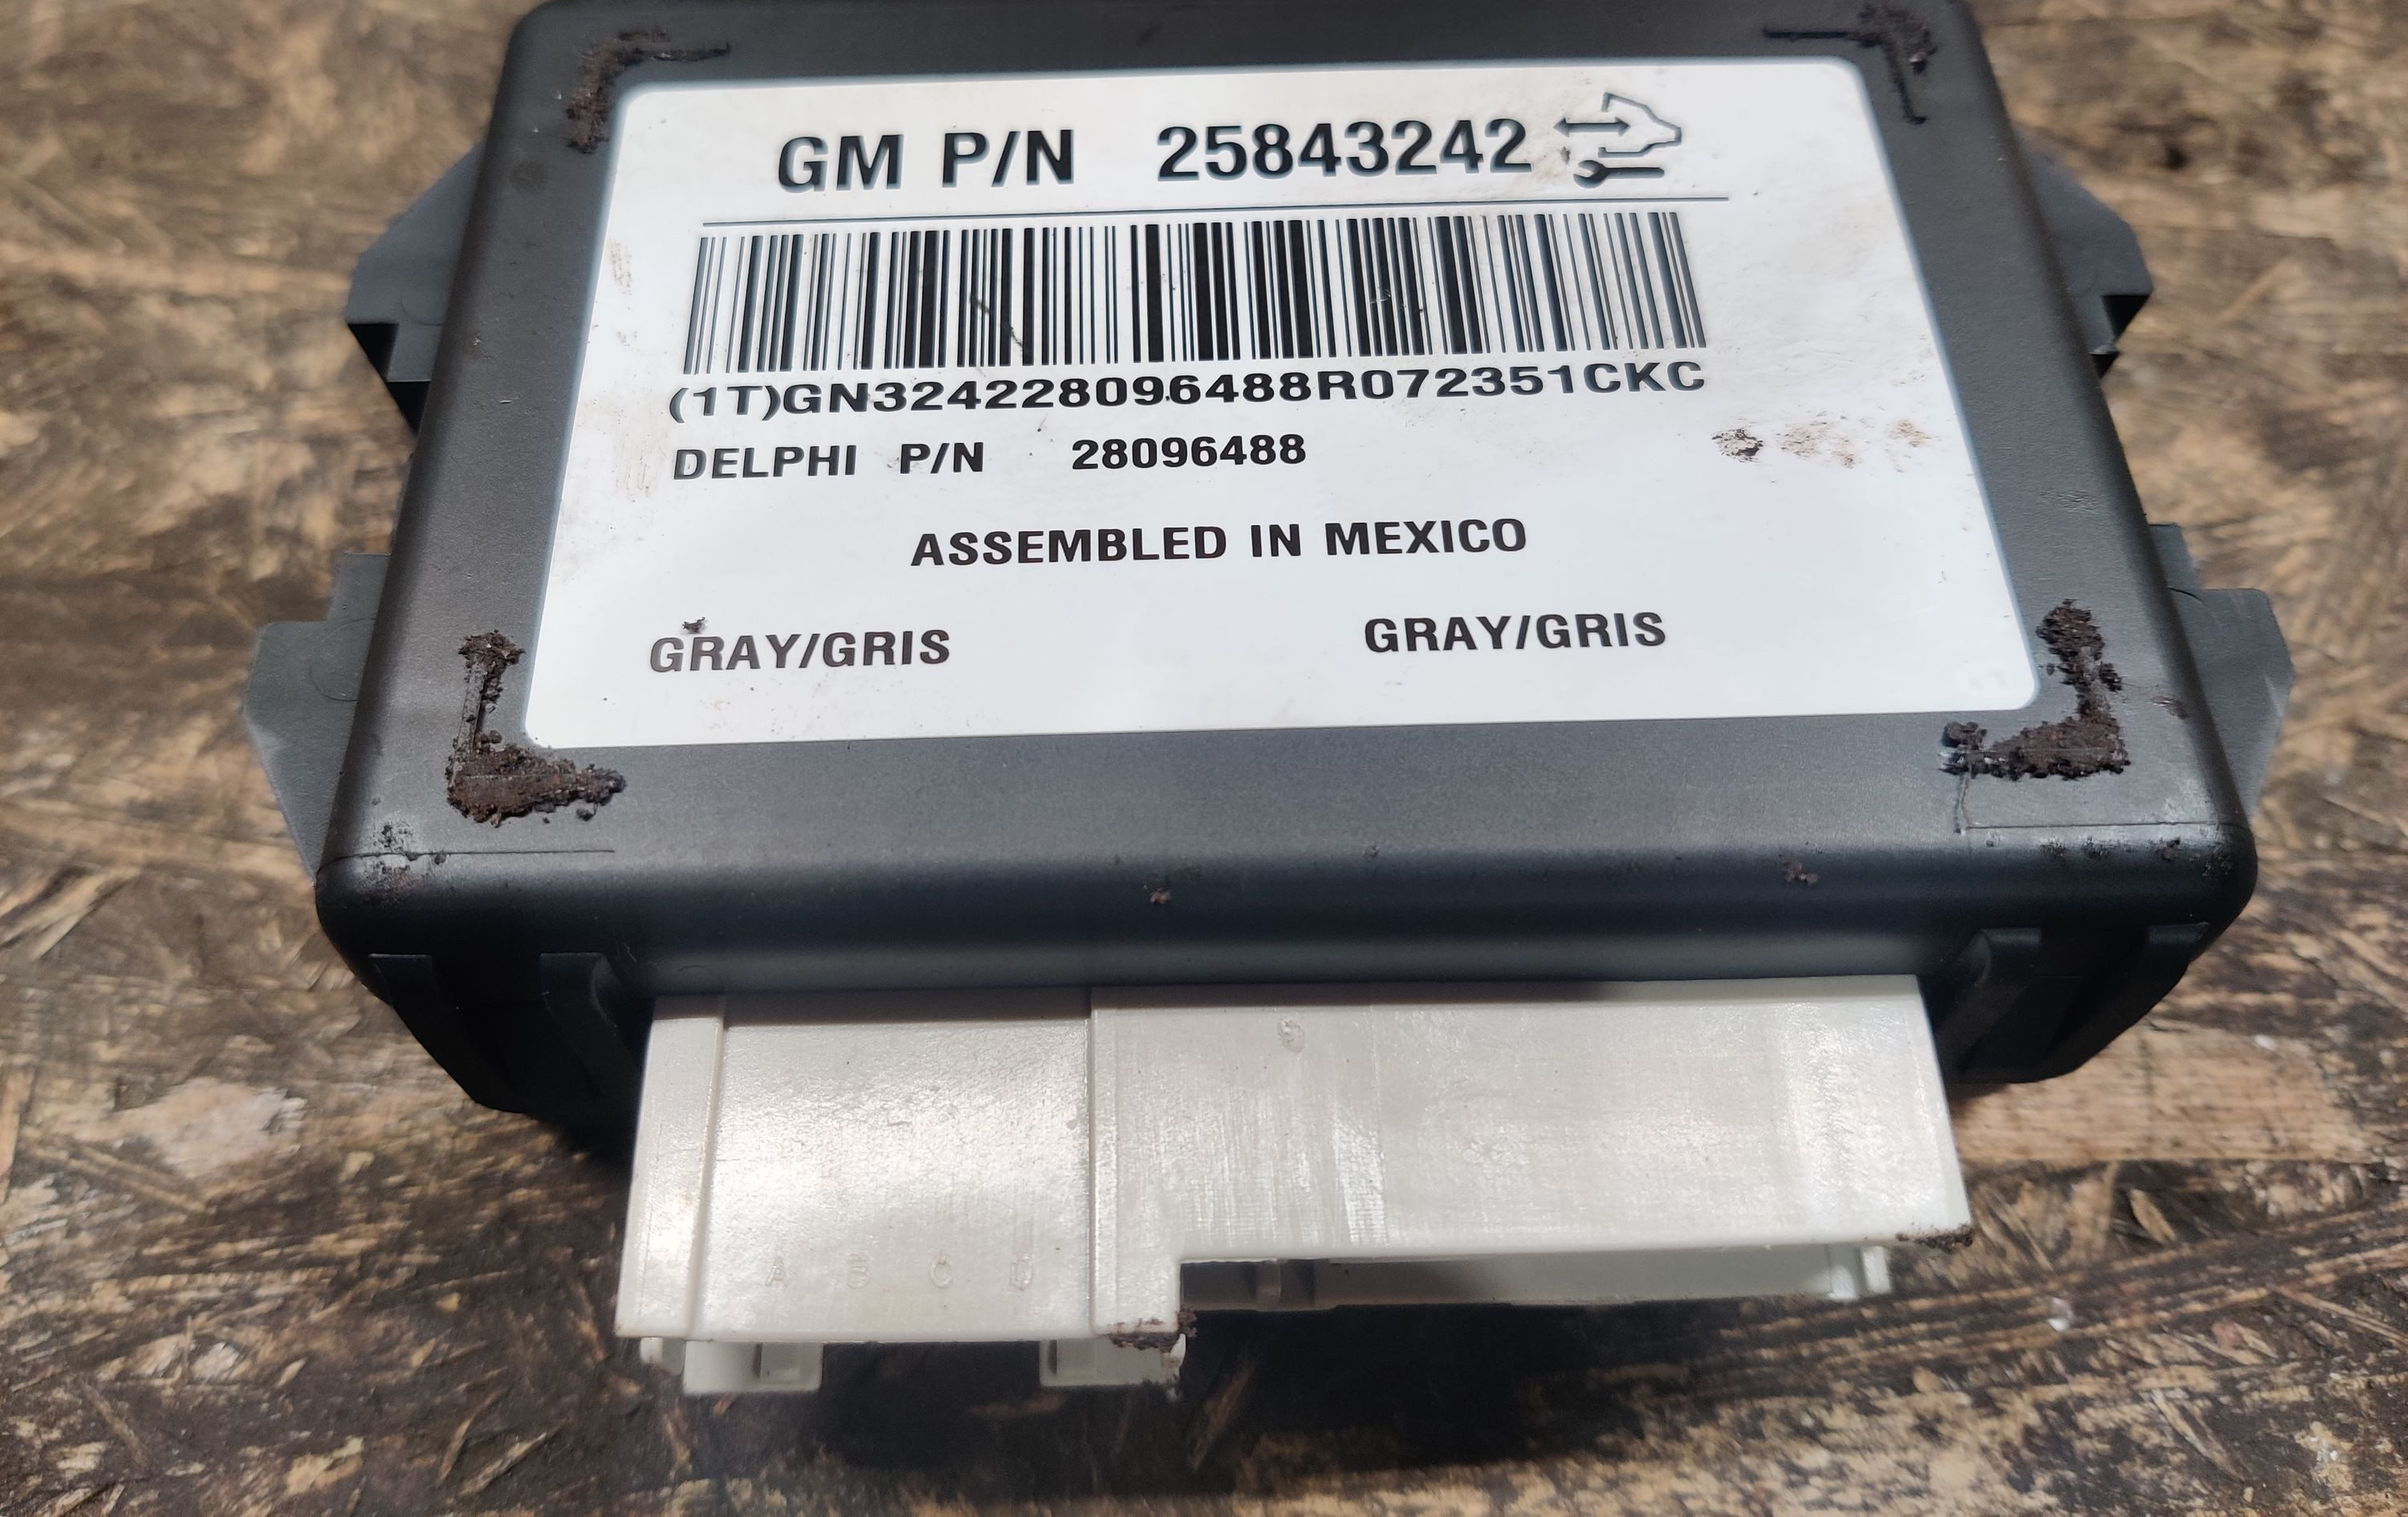 GM P/N 25843242
(1T)GN324228096488R072351CKC
DELPHI P/N 28096488
ASSEMBLED IN MEXICO
GRAY/GRIS GRAY/GRIS
A B C D